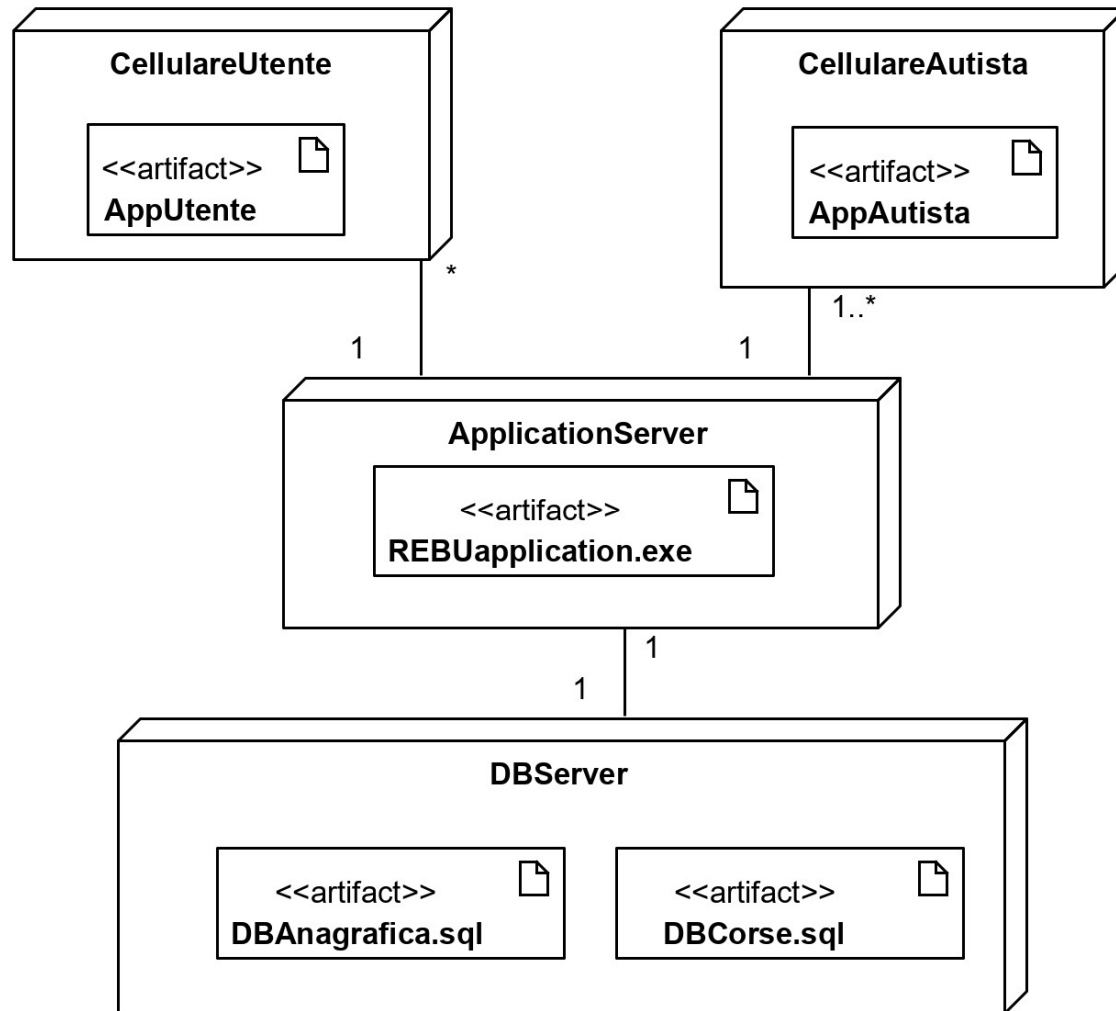 CellulareUtente
<<artifact>>
AppUtente
CellulareAutista
<<artifact>>
AppAutista
*
1..*
1
1
ApplicationServer
<<artifact>>
REBUapplication.exe
1
1
DBServer
<<artifact>>
DBAnagrafica.sql
<<artifact>>
DBCorse.sql